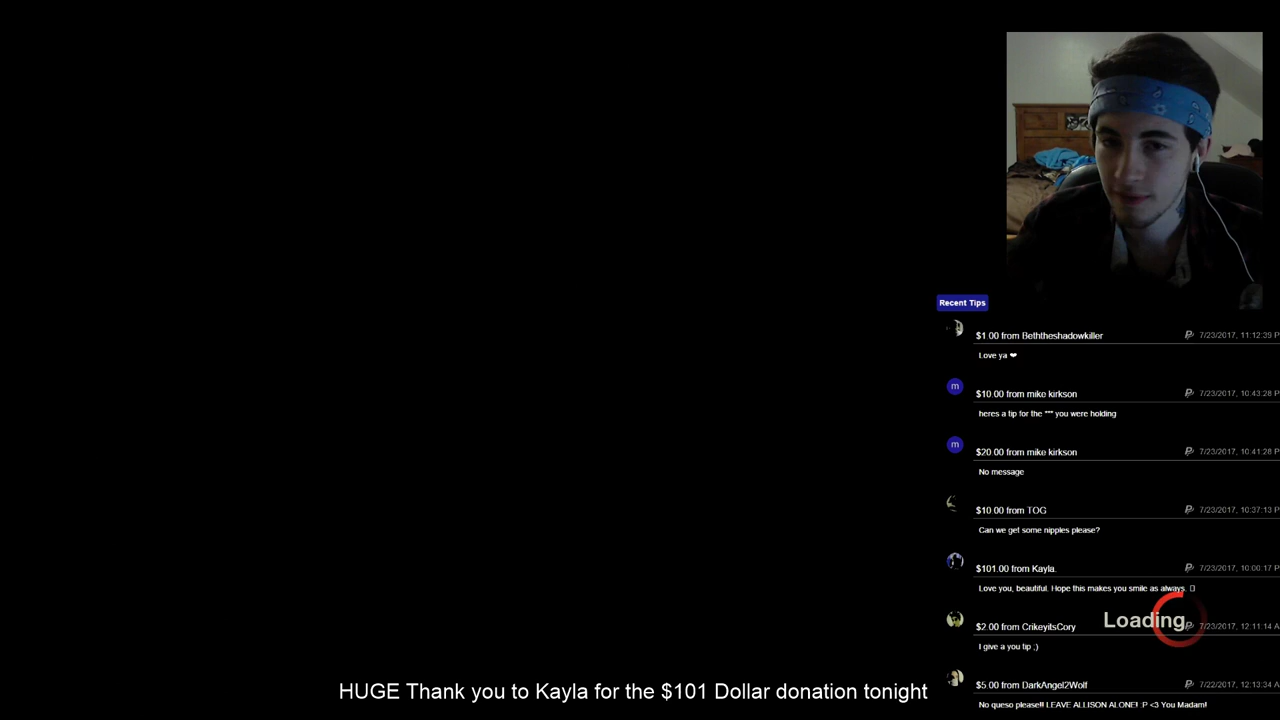 Recent Tips
$1.00 from Beththeshadowkiller 7/23/2017, 11:12:39 P
Love ya ❤
m
$10.00 from mike kirkson 7/23/2017, 10:43:28 P
heres a tip for the *** you were holding
m
$20.00 from mike kirkson 7/23/2017, 10:41:28 P
No message
$10.00 from TOG 7/23/2017, 10:37:13 P
Can we get some nipples please?
$101.00 from Kayla. 7/23/2017, 10:00:17 P
Love you, beautiful. Hope this makes you smile as always.
Loading
$2.00 from CrikeyitsCory 7/23/2017, 12:11:14 A
I give a you tip ;)
$5.00 from DarkAngel2Wolf 7/22/2017, 12:13:34 A
No queso please!! LEAVE ALLISON ALONE! :P <3 You Madam!
HUGE Thank you to Kayla for the $101 Dollar donation tonight